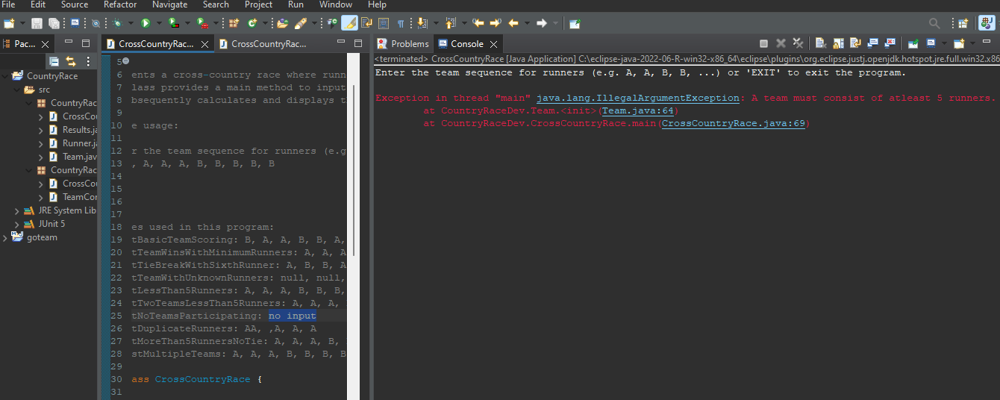 File Edit Source Refactor Navigate Search Project Run Window Help
Pac...
CountryRace
src
CountryRac
CrossCou
Results.ja
Runner.ja
Team.jav
CountryRac
CrossCou
TeamCor
JRE System Lib
JUnit 5
goteam
CrossCountryRac... CrossCountryRac...
5
6 ents a cross-country race where runn
7 lass provides a main method to input
8 bsequently calculates and displays t
9
10 e usage:
11
12 r the team sequence for runners (e.g
13 , A, A, A, B, B, B, B, B
14
15
16
17
18 es used in this program:
19 tBasicTeamScoring: B, A, A, B, B, A,
20 tTeamWinsWithMinimumRunners: A, A, A
21 tTieBreakWithSixthRunner: A, B, B, A
22 tTeamWithUnknownRunners: null, null,
23 tLessThan5Runners: A, A, A, B, B, B,
24 tTwoTeamsLessThan5Runners: A, A, A,
25 tNoTeamsParticipating: no input
26 tDuplicateRunners: AA, ,A, A, A
27 tMoreThan5RunnersNoTie: A, A, A, B,
28 stMultipleTeams: A, A, A, B, B, B, B
29
30 ass CrossCountryRace {
31
Problems Console
<terminated> CrossCountryRace [Java Application] C:\eclipse-java-2022-06-R-win32-x86_64\eclipse\plugins\org.eclipse.justj.openjdk.hotspot.jre.full.win32.x86
Enter the team sequence for runners (e.g. A, A, B, B, ...) or 'EXIT' to exit the program.
Exception in thread "main" java.lang.IllegalArgumentException: A team must consist of atleast 5 runners.
at CountryRaceDev.Team.<init>(Team.java:64)
at CountryRaceDev.CrossCountryRace.main(CrossCountryRace.java:69)